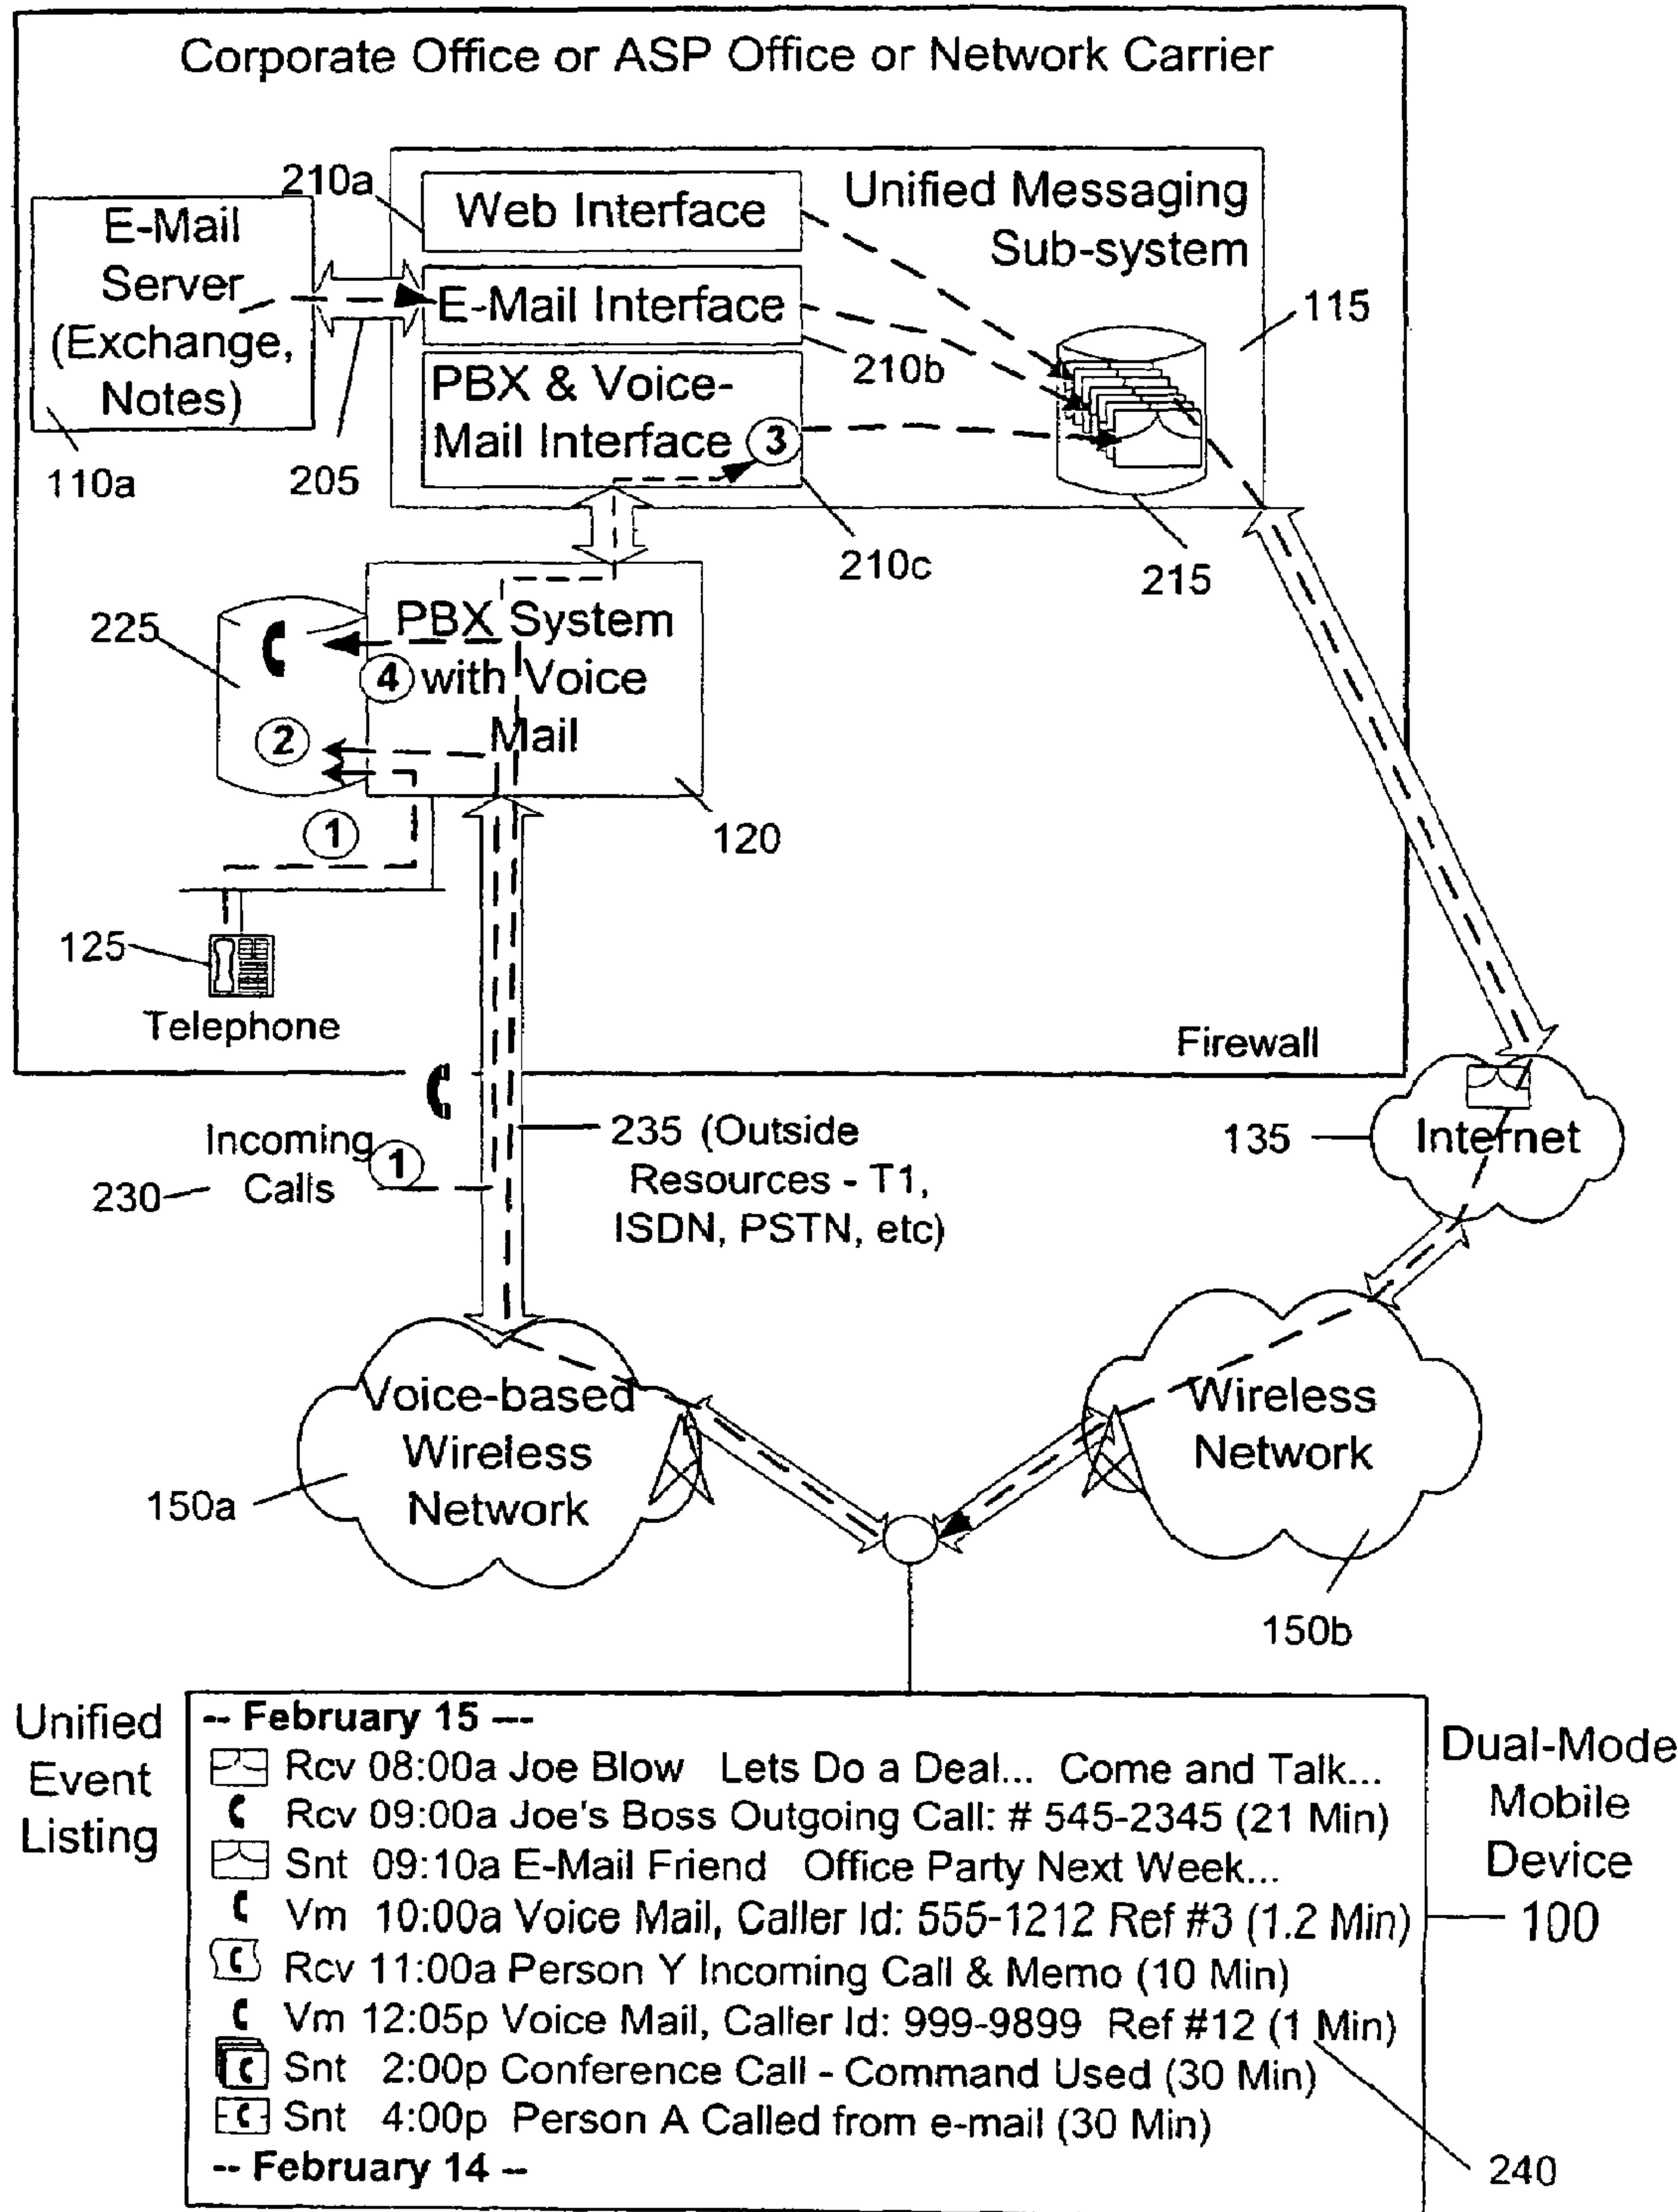 Corporate Office or ASP Office or Network Carrier
210a
Web Interface
Unified Messaging
Sub-system
E-Mail
Server
(Exchange,
Notes)
E-Mail Interface
115
210b
PBX & Voice-
Mail Interface
3
110a
205
210c
215
225
PBX System
4
with Voice
Mail
2
1
120
125
Telephone
Firewall
Incoming
Calls
1
230
235 (Outside
Resources - T1,
ISDN, PSTN, etc)
135
Internet
Voice-based
Wireless
Network
Wireless
Network
150a
150b
Unified
Event
Listing
-- February 15 ---
Rcv 08:00a Joe Blow Lets Do a Deal... Come and Talk...
Rcv 09:00a Joe's Boss Outgoing Call: # 545-2345 (21 Min)
Snt 09:10a E-Mail Friend Office Party Next Week...
Vm 10:00a Voice Mail, Caller Id: 555-1212 Ref #3 (1.2 Min)
Rcv 11:00a Person Y Incoming Call & Memo (10 Min)
Vm 12:05p Voice Mail, Caller Id: 999-9899 Ref #12 (1 Min)
Snt 2:00p Conference Call - Command Used (30 Min)
Snt 4:00p Person A Called from e-mail (30 Min)
-- February 14 --
Dual-Mode
Mobile
Device
100
240